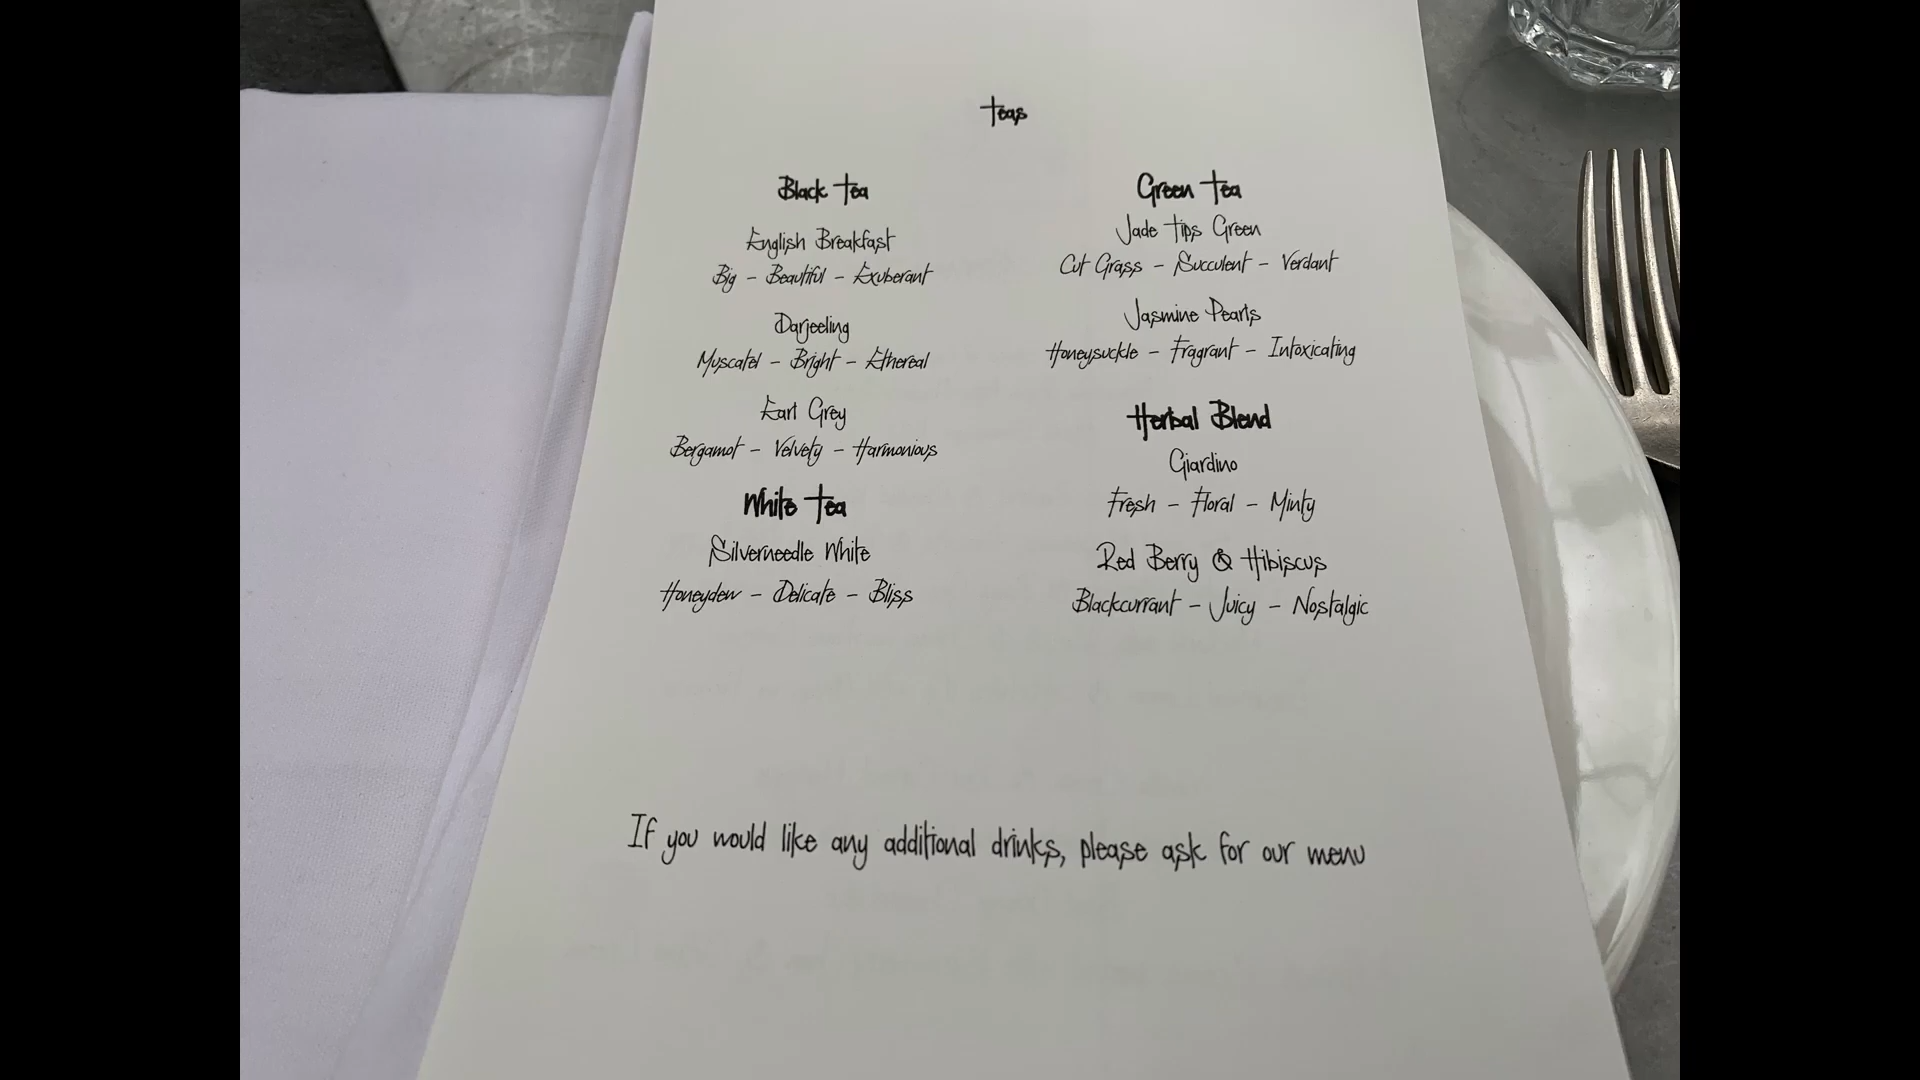 Teas
Black Tea
English Breakfast
Big - Beautiful - Exuberant
Darjeeling
Muscatel - Bright - Ethereal
Earl Grey
Bergamot - Velvety - Harmonious
White Tea
Silverneedle White
Honeydew - Delicate - Bliss
Green Tea
Jade Tips Green
Cut Grass - Succulent - Verdant
Jasmine Pearls
Honeysuckle - Fragrant - Intoxicating
Herbal Blend
Giardino
Fresh - Floral - Minty
Red Berry & Hibiscus
Blackcurrant - Juicy - Nostalgic
If you would like any additional drinks, please ask for our menu